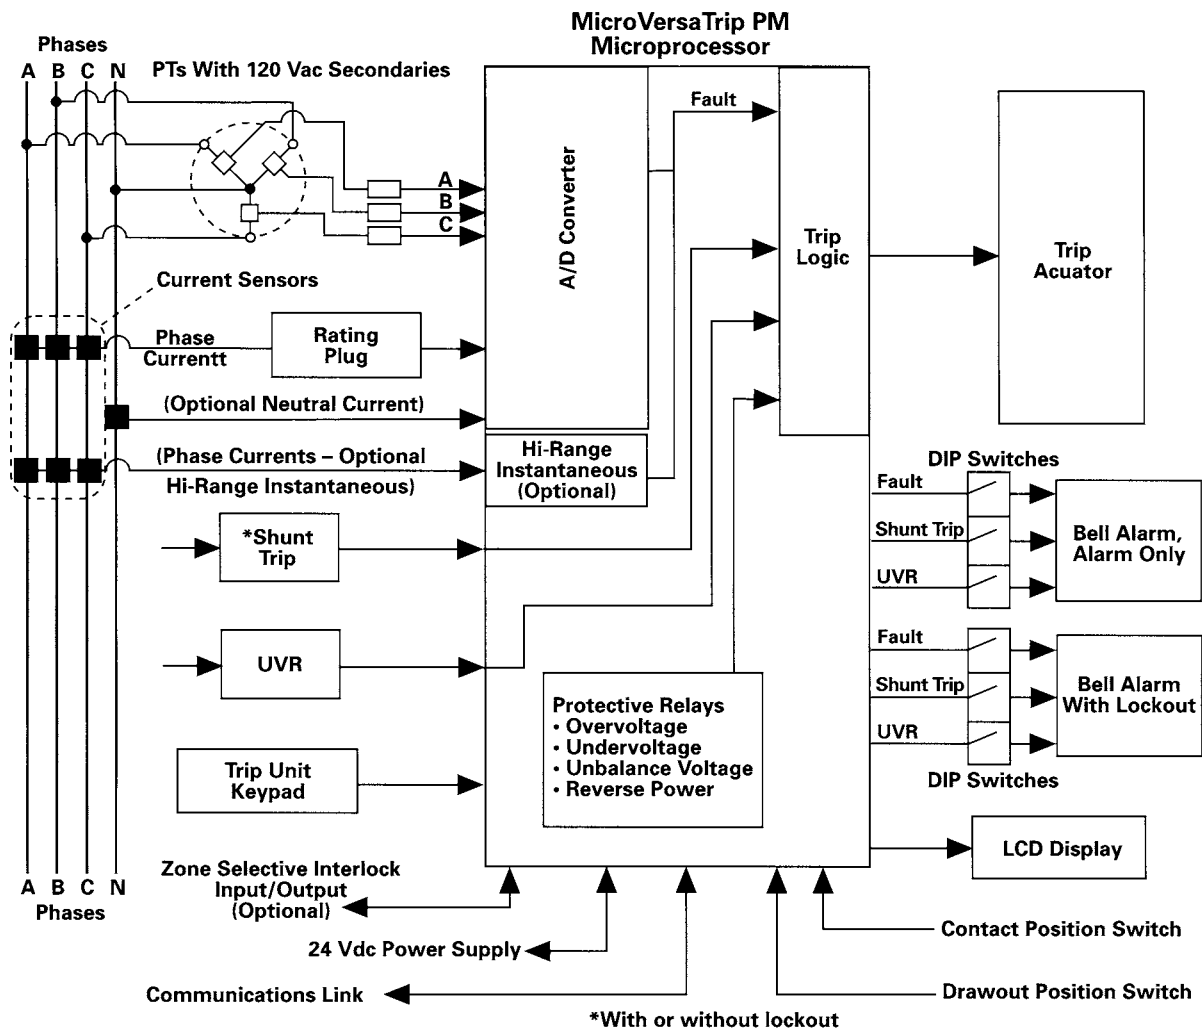 MicroVersaTrip PM
Microprocessor
Phases
A B C N
PTs With 120 Vac Secondaries
Fault
A
B
C
A/D Converter
Trip
Logic
Trip
Acuator
Current Sensors
Phase
Currentt
Rating
Plug
(Optional Neutral Current)
(Phase Currents – Optional
Hi-Range Instantaneous)
Hi-Range
Instantaneous
(Optional)
*Shunt
Trip
UVR
Trip Unit
Keypad
Protective Relays
• Overvoltage
• Undervoltage
• Unbalance Voltage
• Reverse Power
DIP Switches
Fault
Shunt Trip
UVR
Bell Alarm,
Alarm Only
Fault
Shunt Trip
UVR
Bell Alarm
With Lockout
DIP Switches
LCD Display
A B C N
Phases
Zone Selective Interlock
Input/Output
(Optional)
24 Vdc Power Supply
Communications Link
Contact Position Switch
Drawout Position Switch
*With or without lockout